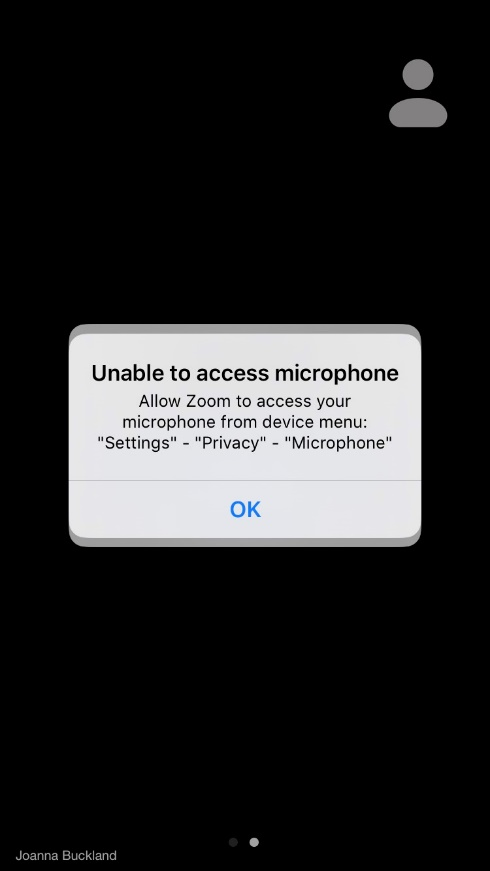 Unable to access microphone
Allow Zoom to access your
microphone from device menu:
"Settings" - "Privacy" - "Microphone"
OK
Joanna Buckland